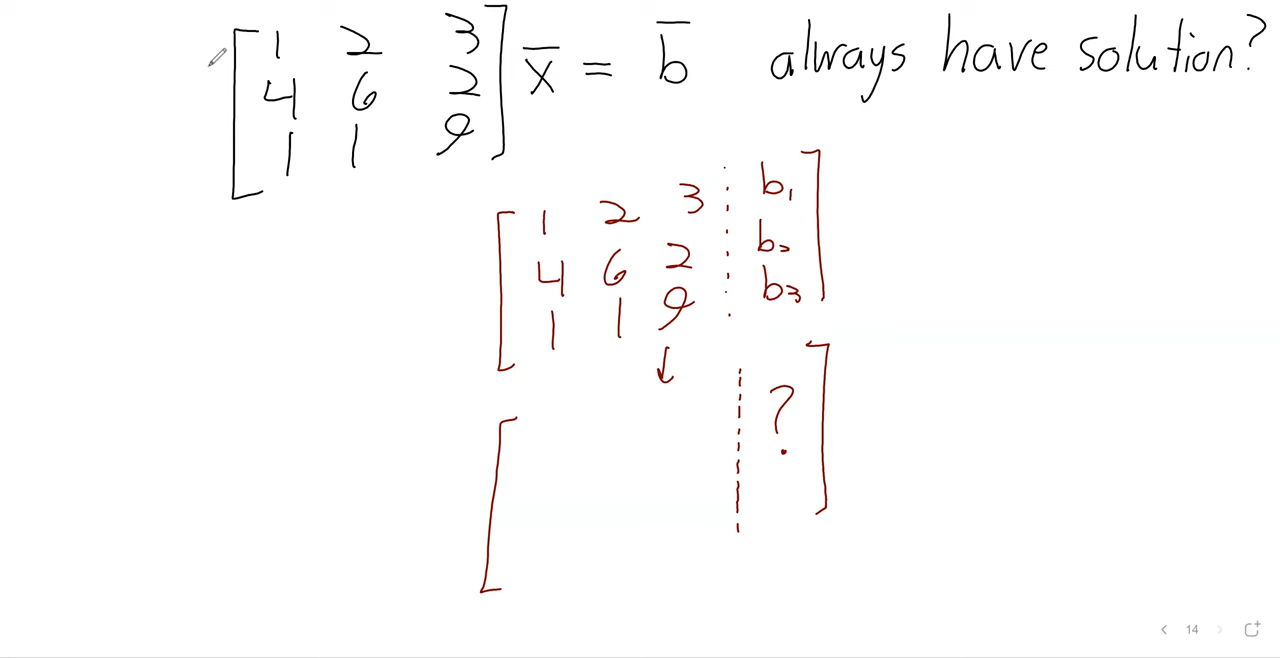 [1 2 3] x̄ = b̄ always have solution?
4 6 2
1 1 9
[1 2 3 ⋮ b₁]
4 6 2 ⋮ b₂
1 1 9 ⋮ b₃
↓
[ ⋮ ? ]
< 14 >